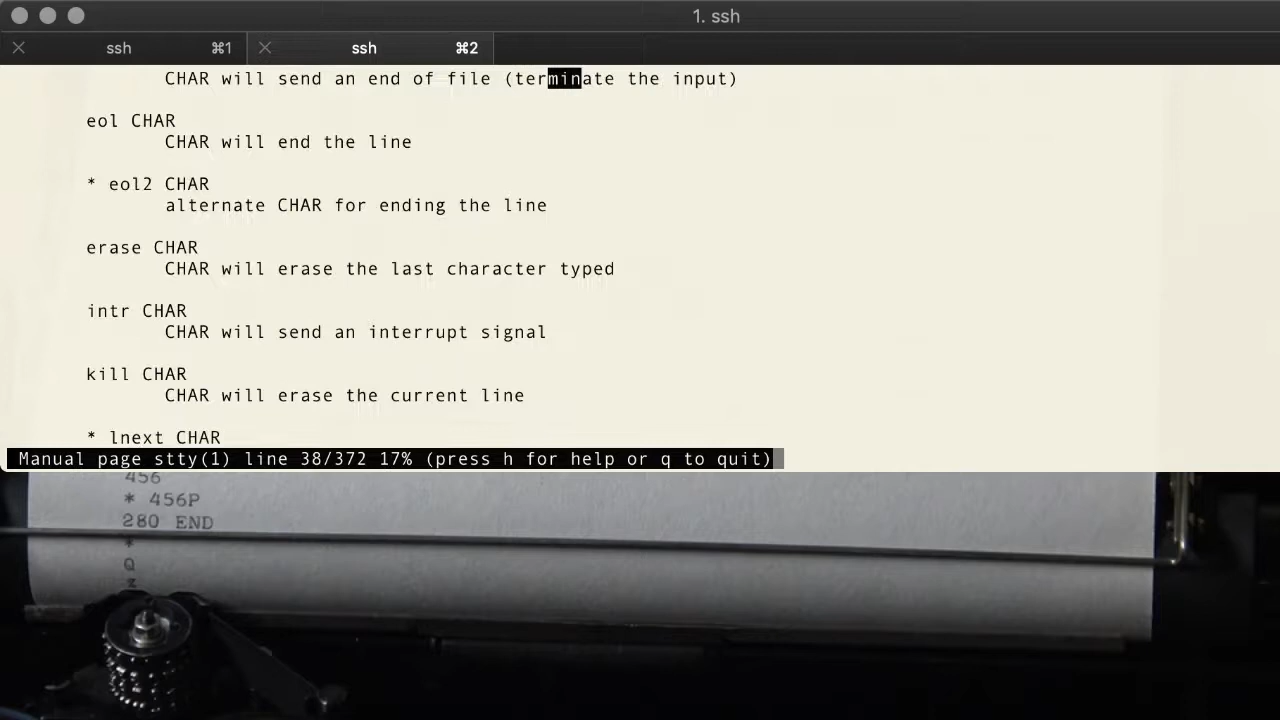 1. ssh
ssh ⌘1 ssh ⌘2
CHAR will send an end of file (terminate the input)
eol CHAR
CHAR will end the line
* eol2 CHAR
alternate CHAR for ending the line
erase CHAR
CHAR will erase the last character typed
intr CHAR
CHAR will send an interrupt signal
kill CHAR
CHAR will erase the current line
* lnext CHAR
Manual page stty(1) line 38/372 17% (press h for help or q to quit)
456
* 456P
280 END
*
Q
%